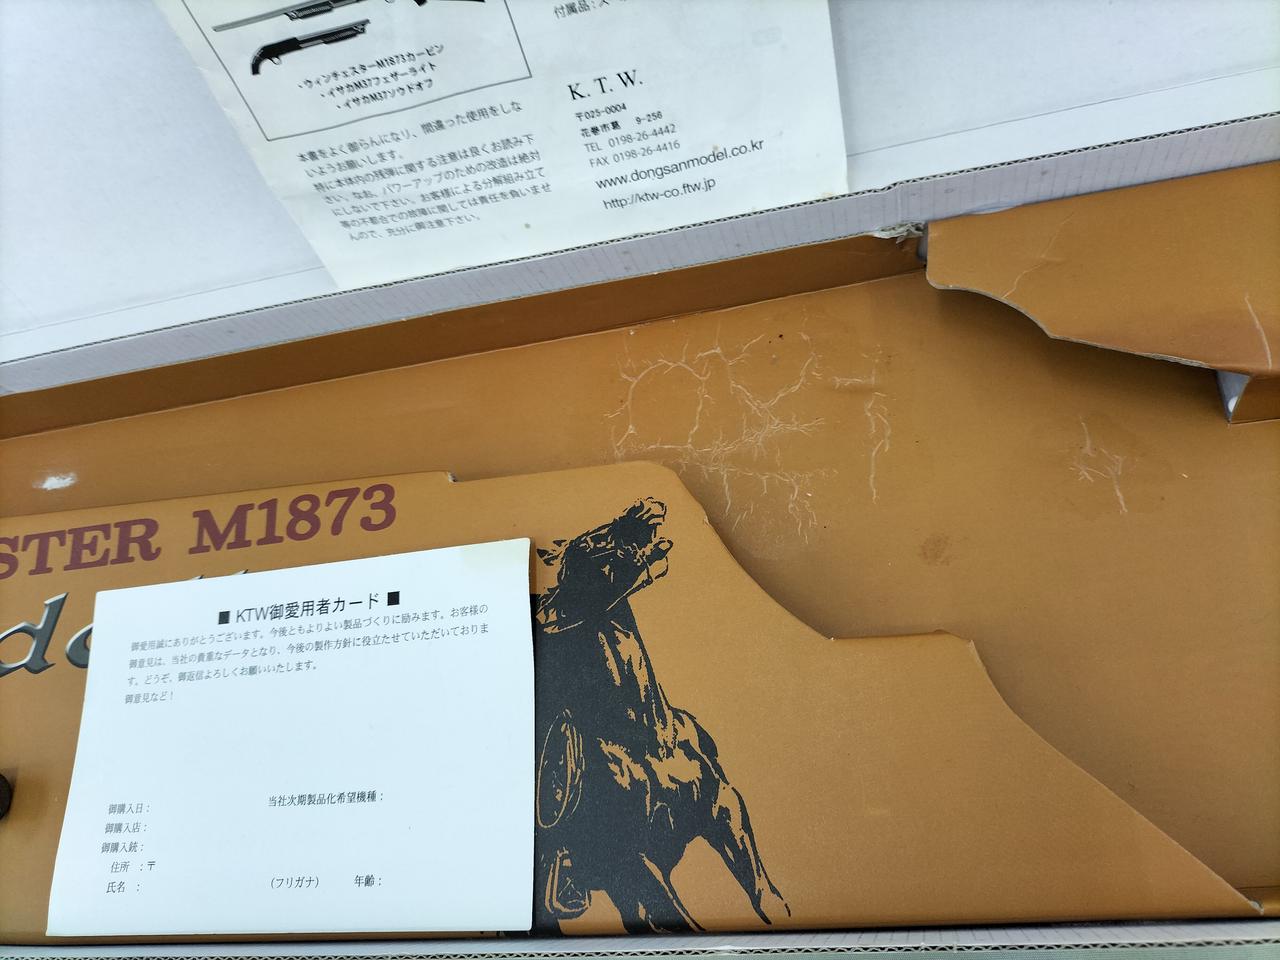 付属品：ス
・ウィンチェスターM1873カービン
・イサカM37フェザーライト
・イサカM37ソウドオフ
本書をよく御らんになり、間違った使用をしな
いようお願いします。
特に本体内の残弾に関する注意は良くお読み下
さい。なお、パワーアップのための改造は絶対
にしないで下さい。お客様による分解組み立て
等の不都合での故障に関しては責任を負いませ
んので、充分に御注意下さい。
K. T. W.
〒025-0004
花巻市葛 9-256
TEL 0198-26-4442
FAX 0198-26-4416
www.dongsanmodel.co.kr
http://ktw-co.ftw.jp
STER M1873
■ KTW御愛用者カード ■
御愛用誠にありがとうございます。今後ともよりよい製品づくりに励みます。お客様の
御意見は、当社の貴重なデータとなり、今後の製作方針に役立たせていただいておりま
す。どうぞ、御返信よろしくお願いいたします。
御意見など！
御購入日：
当社次期製品化希望機種：
御購入店：
御購入銃：
住所 ：〒
氏名 ：
（フリガナ） 年齢：